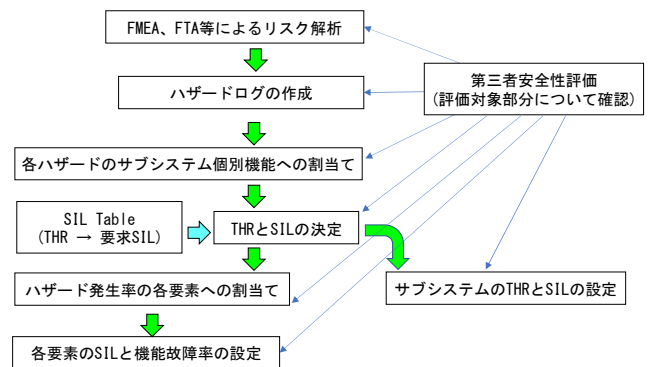 FMEA、FTA等によるリスク解析
ハザードログの作成
第三者安全性評価
(評価対象部分について確認)
各ハザードのサブシステム個別機能への割当て
SIL Table
(THR → 要求SIL)
THRとSILの決定
ハザード発生率の各要素への割当て
サブシステムのTHRとSILの設定
各要素のSILと機能故障率の設定